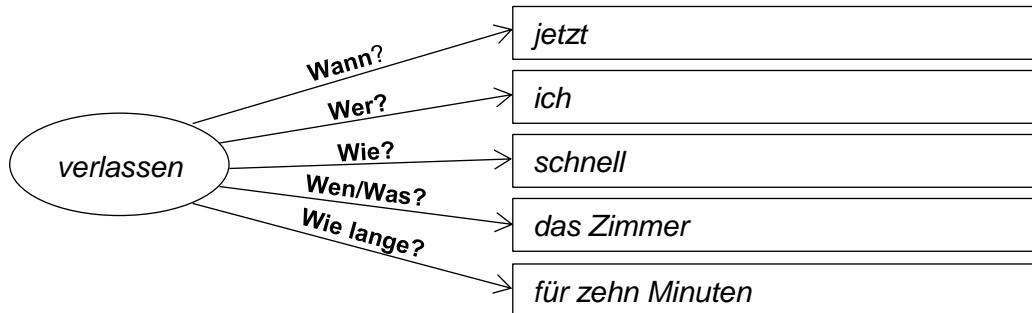 Wann?
jetzt
Wer?
ich
verlassen
Wie?
schnell
Wen/Was?
das Zimmer
Wie lange?
für zehn Minuten